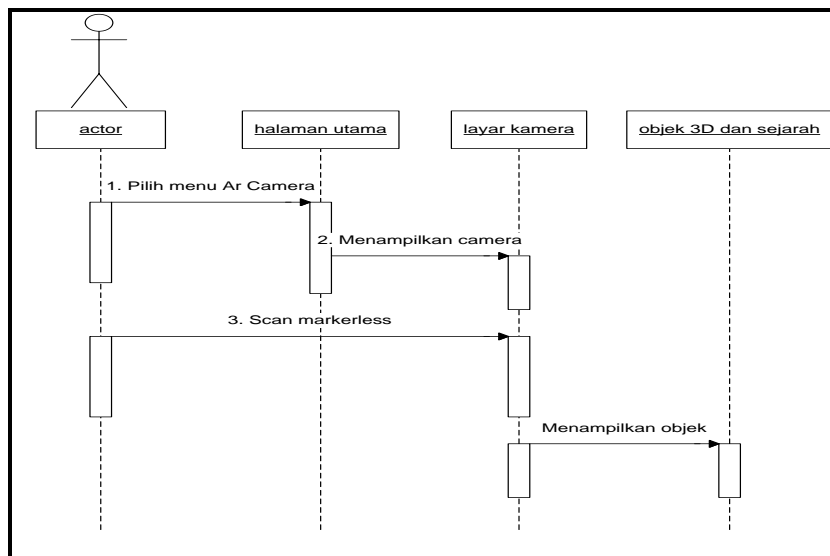 actor
halaman utama
layar kamera
objek 3D dan sejarah
1. Pilih menu Ar Camera
2. Menampilkan camera
3. Scan markerless
Menampilkan objek